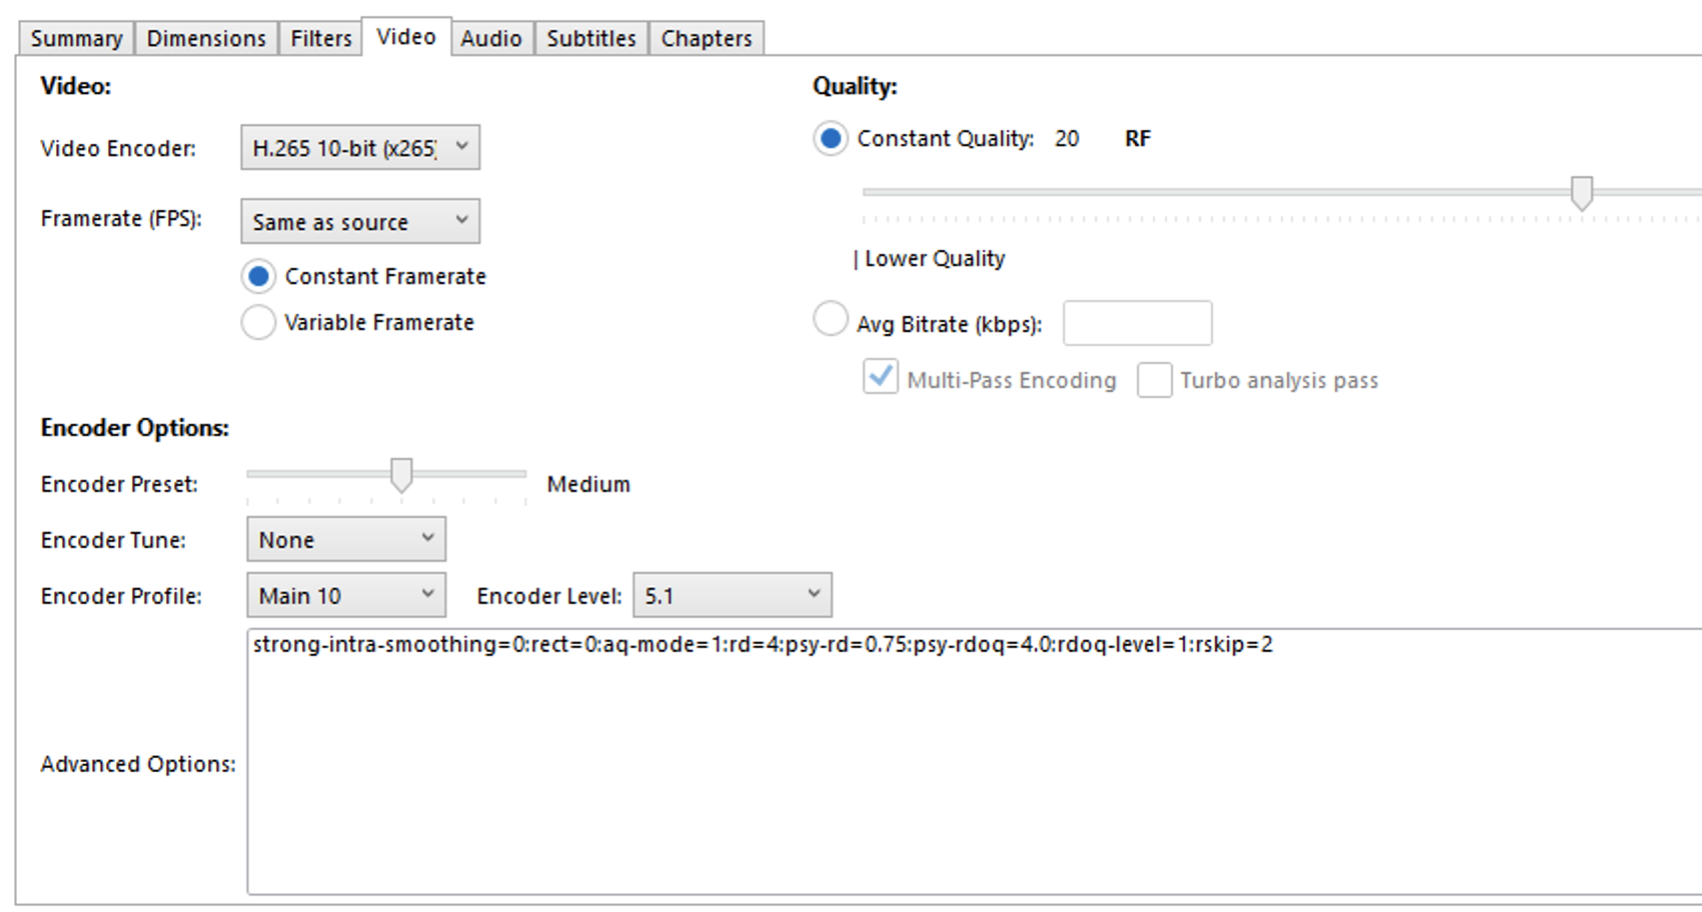 Summary Dimensions Filters Video Audio Subtitles Chapters
Video:
Video Encoder: H.265 10-bit (x265)
Framerate (FPS): Same as source
Constant Framerate
Variable Framerate
Quality:
Constant Quality: 20 RF
| Lower Quality
Avg Bitrate (kbps):
Multi-Pass Encoding Turbo analysis pass
Encoder Options:
Encoder Preset: Medium
Encoder Tune: None
Encoder Profile: Main 10 Encoder Level: 5.1
Advanced Options:
strong-intra-smoothing=0:rect=0:aq-mode=1:rd=4:psy-rd=0.75:psy-rdoq=4.0:rdoq-level=1:rskip=2